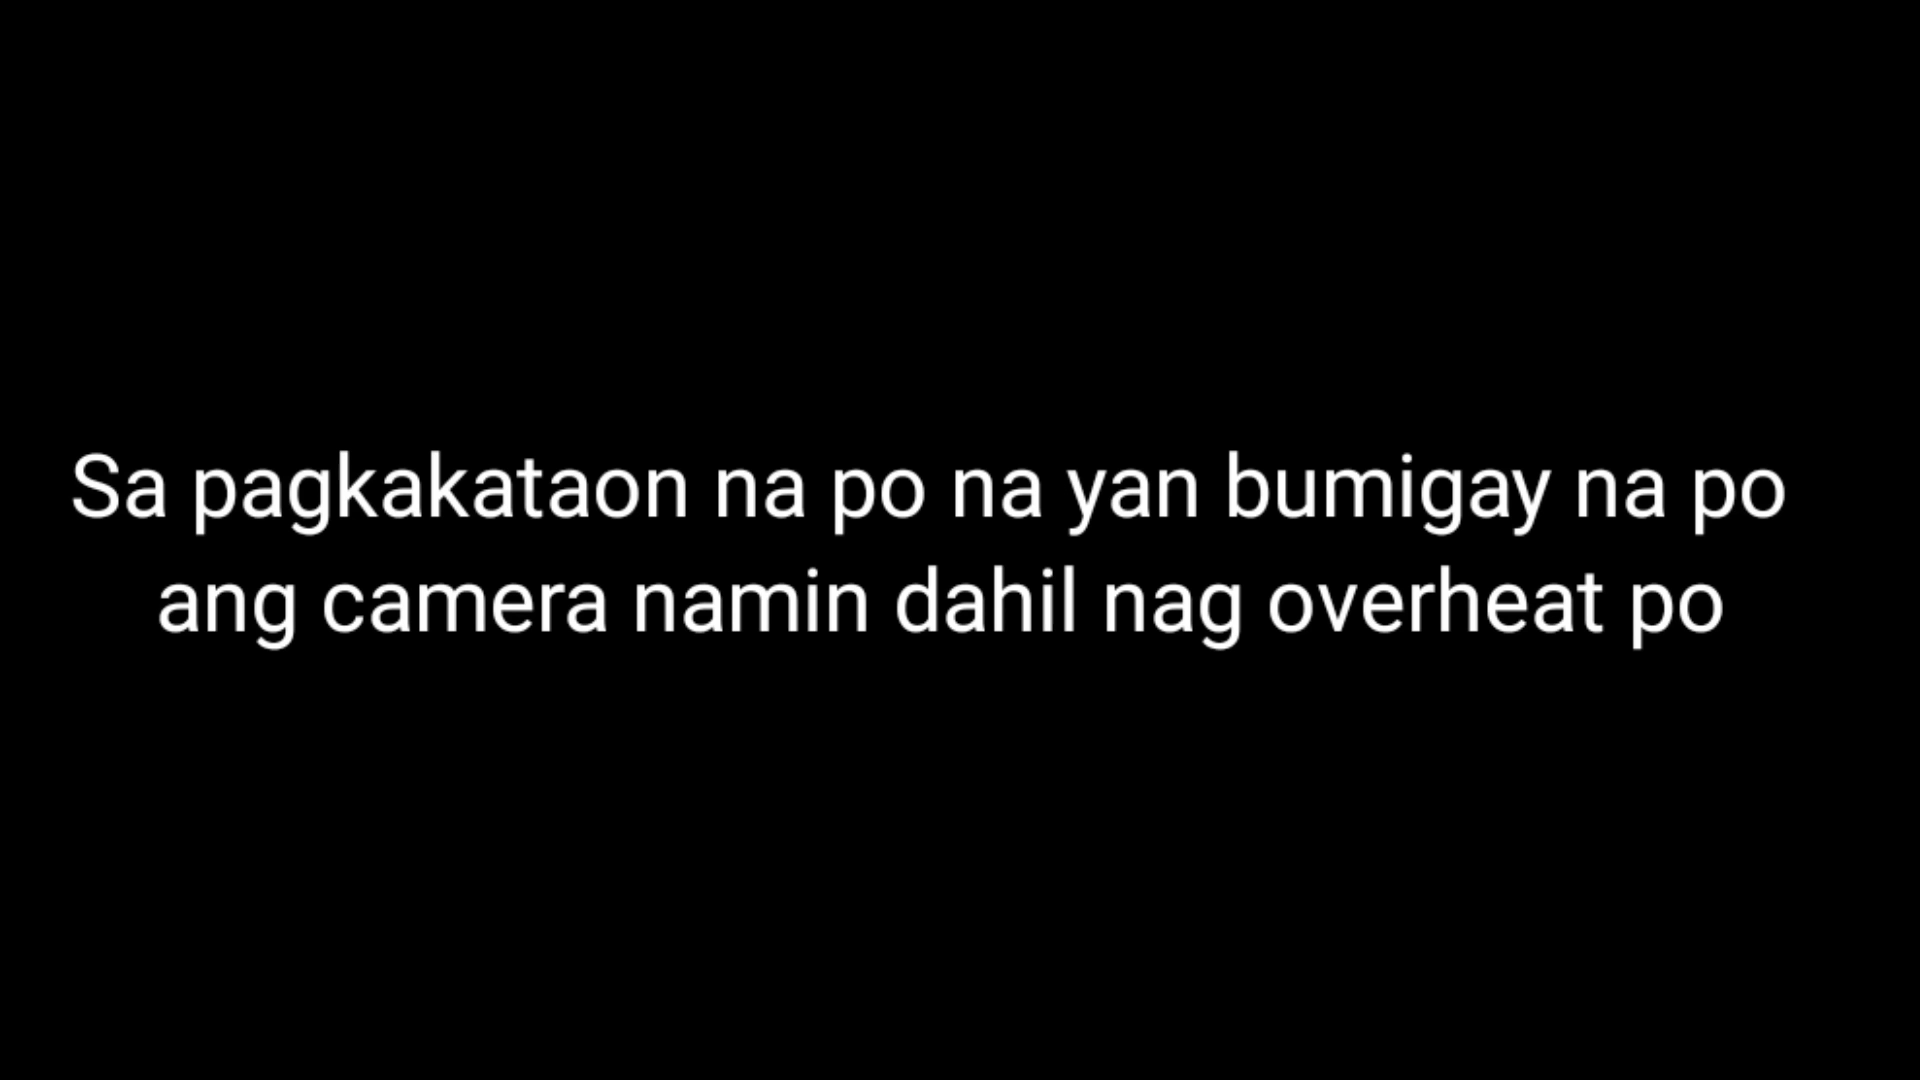 Sa pagkakataon na po na yan bumigay na po
ang camera namin dahil nag overheat po